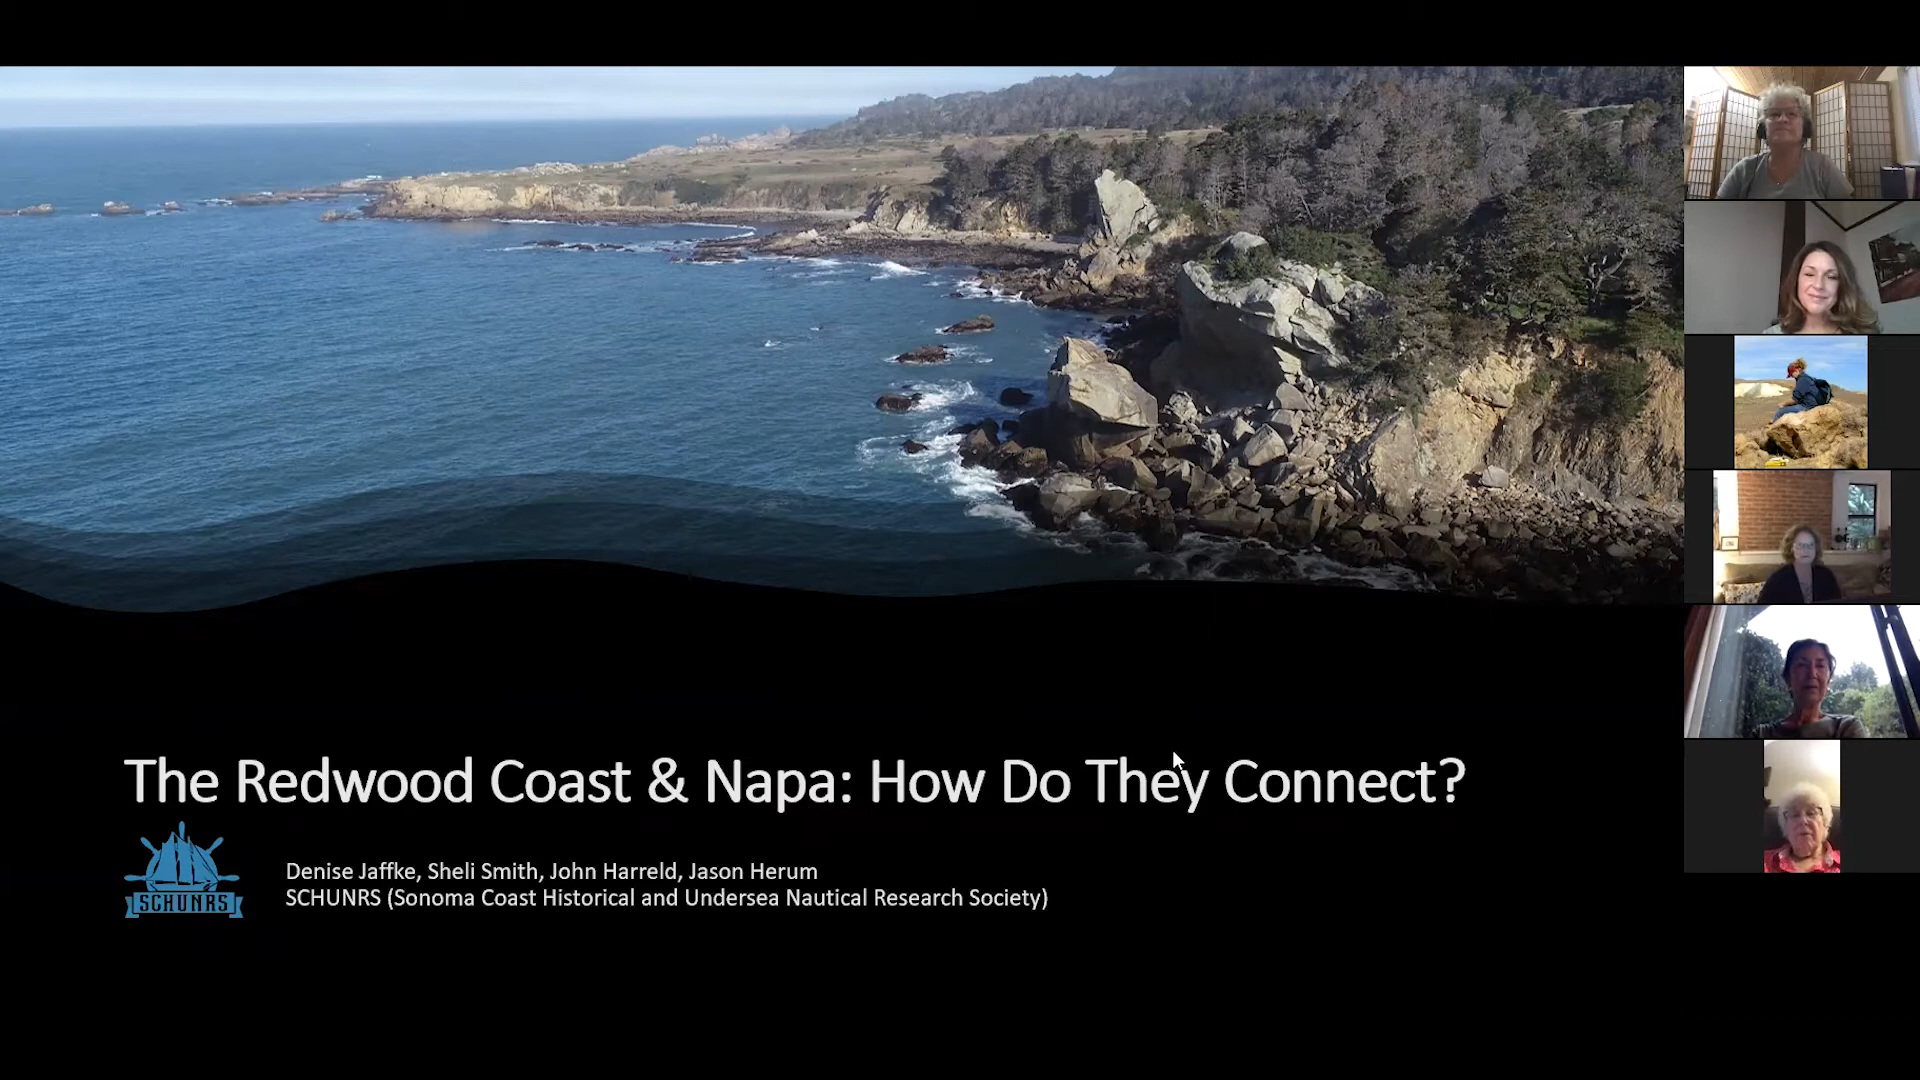 The Redwood Coast & Napa: How Do They Connect?
SCHUNRS
Denise Jaffke, Sheli Smith, John Harreld, Jason Herum
SCHUNRS (Sonoma Coast Historical and Undersea Nautical Research Society)